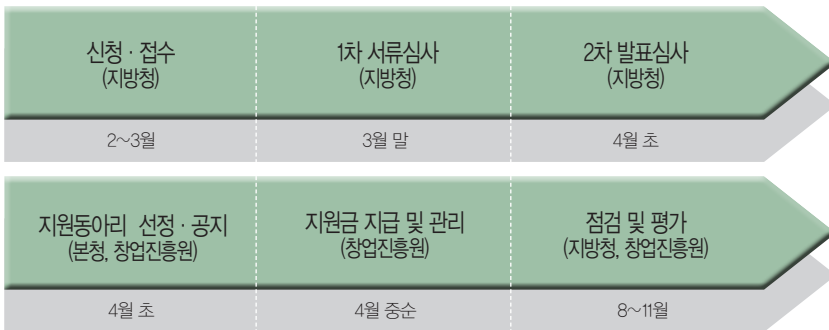 신청 · 접수
(지방청)
1차 서류심사
(지방청)
2차 발표심사
(지방청)
2~3월
3월 말
4월 초
지원동아리 선정 · 공지
(본청, 창업진흥원)
지원금 지급 및 관리
(창업진흥원)
점검 및 평가
(지방청, 창업진흥원)
4월 초
4월 중순
8~11월